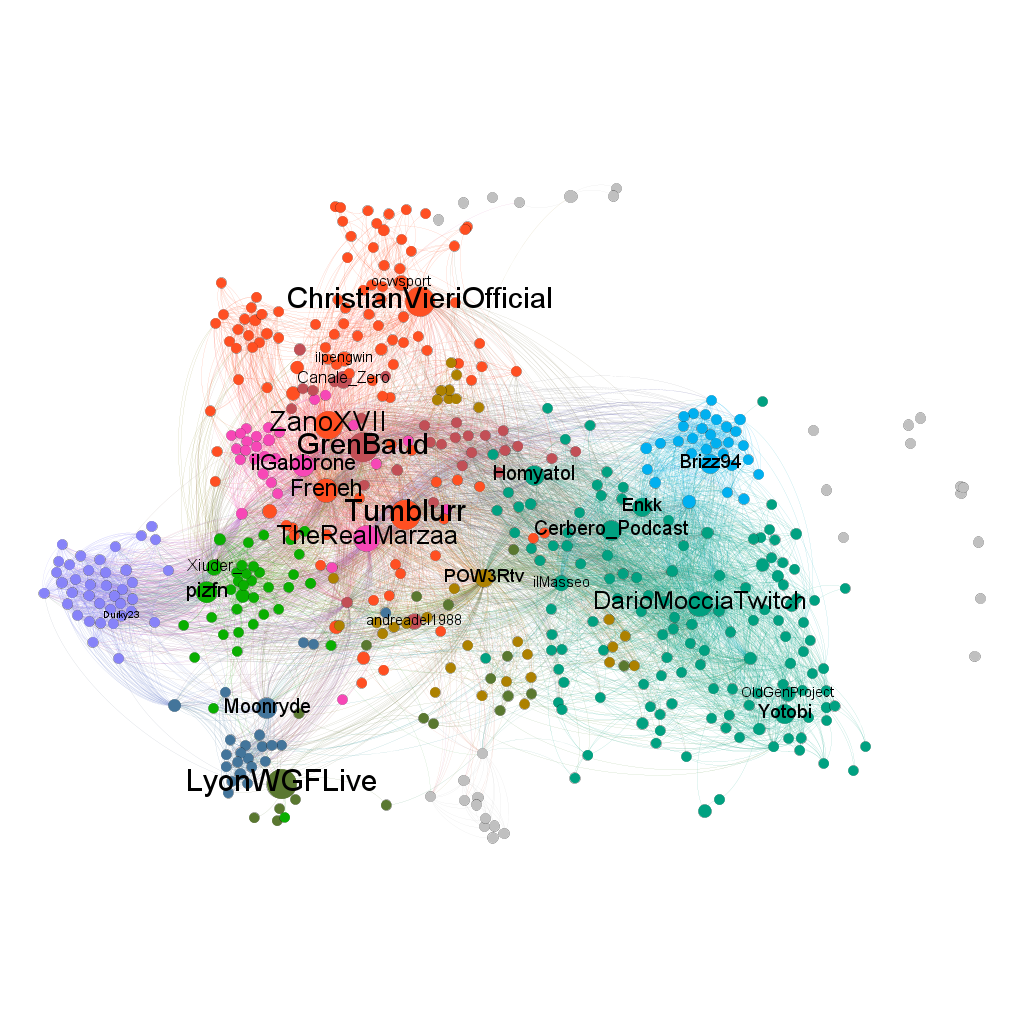 ocwsport
ChristianVieriOfficial
ilpengwin
Canale_Zero
ZanoXVII
GrenBaud
ilGabbrone
Brizz94
Homyatol
Freneh
Enkk
Tumblurr
Cerbero_Podcast
TheRealMarzaa
Xiuder_
POW3Rtv
ilMasseo
pizfn
DarioMocciaTwitch
Durky23
andreadel1988
OldGenProject
Moonryde
Yotobi
LyonWGFLive